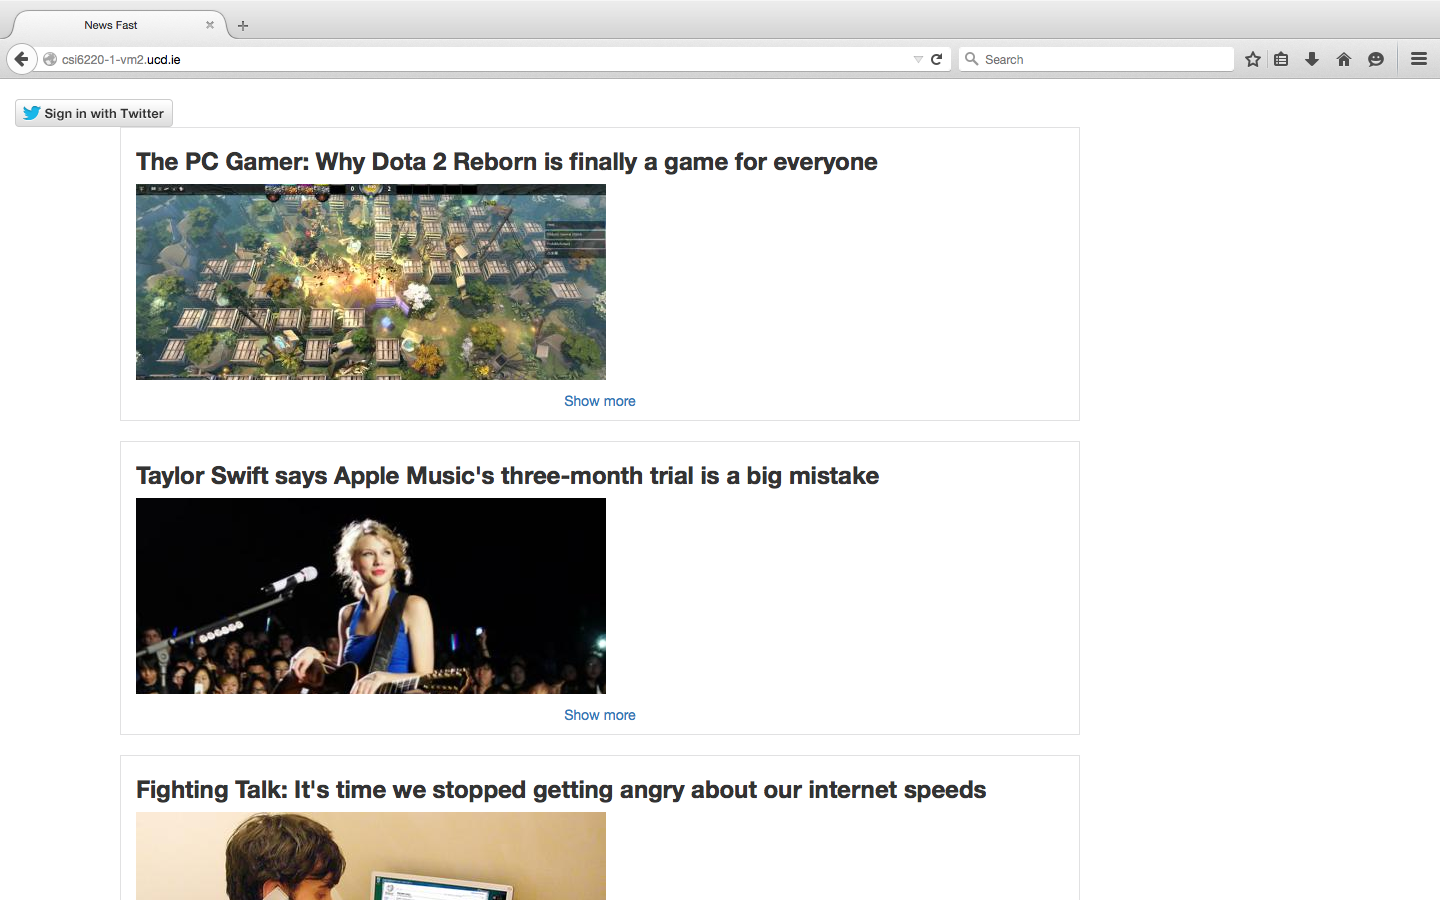 News Fast
csi6220-1-vm2.ucd.ie
Search
Sign in with Twitter
The PC Gamer: Why Dota 2 Reborn is finally a game for everyone
Show more
Taylor Swift says Apple Music's three-month trial is a big mistake
Show more
Fighting Talk: It's time we stopped getting angry about our internet speeds